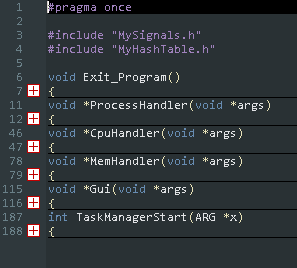 1 #pragma once
2
3 #include "MySignals.h"
4 #include "MyHashTable.h"
5
6 void Exit_Program()
7 {
11 void *ProcessHandler(void *args)
12 {
46 void *CpuHandler(void *args)
47 {
78 void *MemHandler(void *args)
79 {
115 void *Gui(void *args)
116 {
187 int TaskManagerStart(ARG *x)
188 {